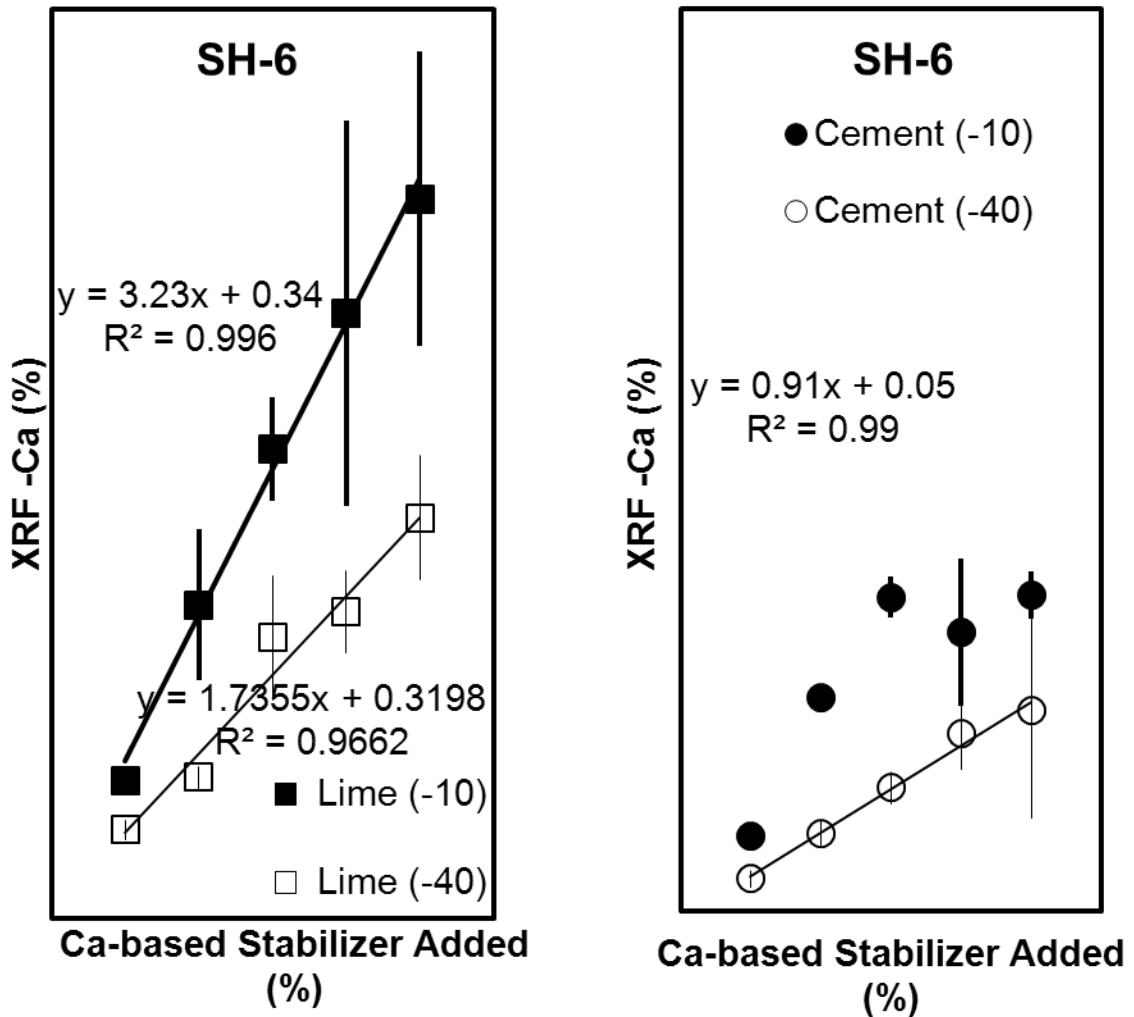 SH-6
y = 3.23x + 0.34
R² = 0.996
XRF -Ca (%)
y = 1.7355x + 0.3198
R² = 0.9662
Lime (-10)
Lime (-40)
Ca-based Stabilizer Added
(%)
SH-6
Cement (-10)
Cement (-40)
y = 0.91x + 0.05
R² = 0.99
XRF -Ca (%)
Ca-based Stabilizer Added
(%)